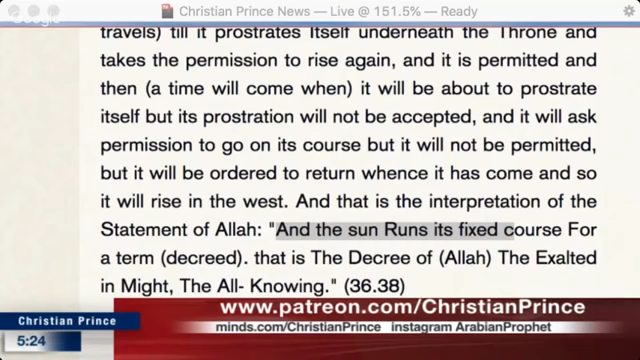 Christian Prince News — Live @ 151.5% — Ready
travels) till it prostrates Itself underneath the Throne and
takes the permission to rise again, and it is permitted and
then (a time will come when) it will be about to prostrate
itself but its prostration will not be accepted, and it will ask
permission to go on its course but it will not be permitted,
but it will be ordered to return whence it has come and so
it will rise in the west. And that is the interpretation of the
Statement of Allah: "And the sun Runs its fixed course For
a term (decreed). that is The Decree of (Allah) The Exalted
in Might, The All- Knowing." (36.38)
www.patreon.com/ChristianPrince
Christian Prince
minds.com/ChristianPrince instagram ArabianProphet
5:24